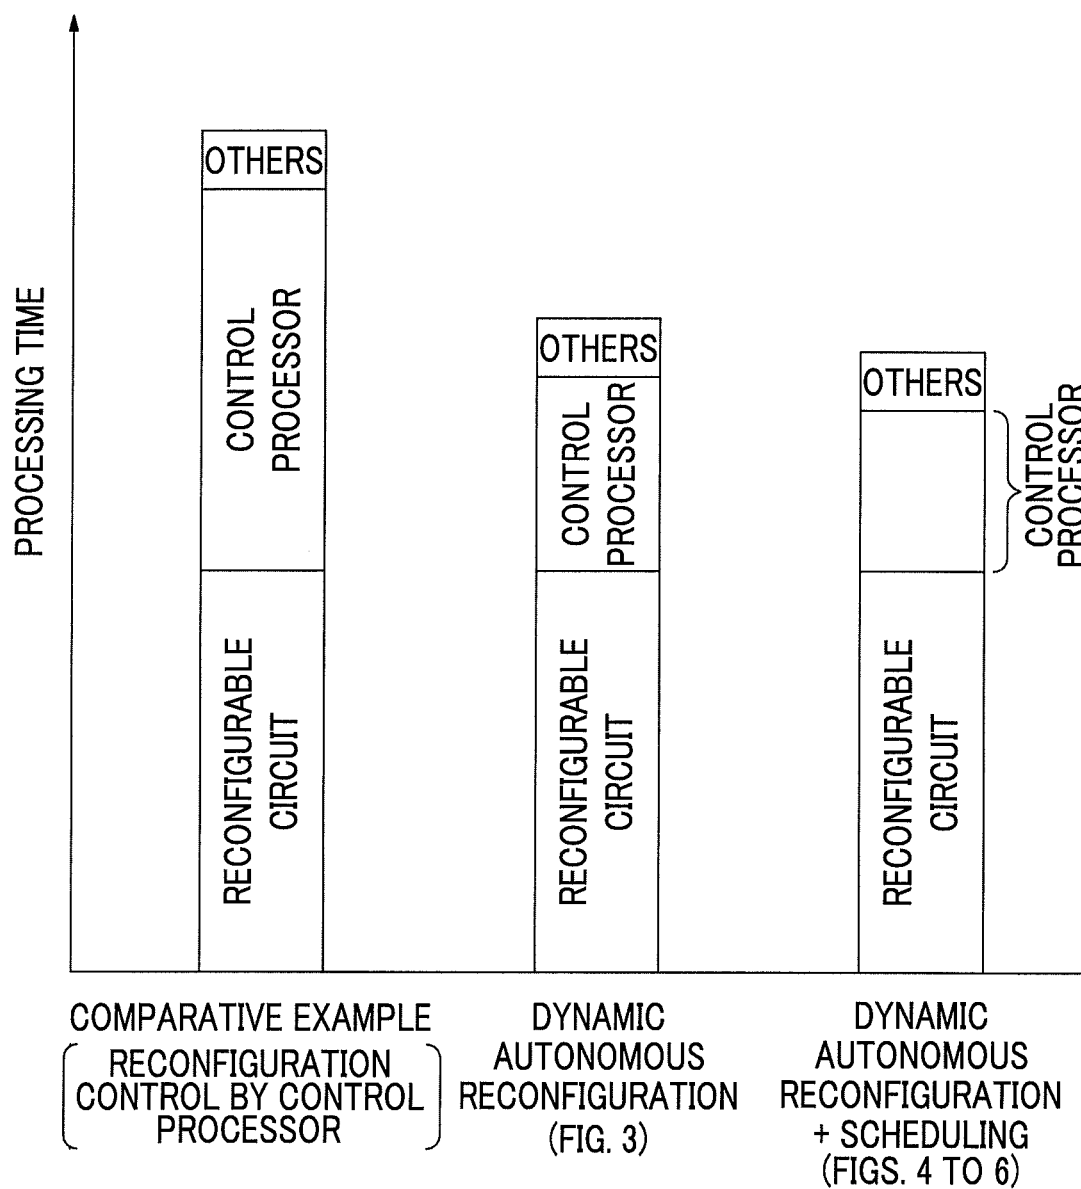 PROCESSING TIME
OTHERS
CONTROL
PROCESSOR
RECONFIGURABLE
CIRCUIT
OTHERS
CONTROL
PROCESSOR
RECONFIGURABLE
CIRCUIT
OTHERS
CONTROL
PROCESSOR
RECONFIGURABLE
CIRCUIT
COMPARATIVE EXAMPLE
RECONFIGURATION
CONTROL BY CONTROL
PROCESSOR
DYNAMIC
AUTONOMOUS
RECONFIGURATION
(FIG. 3)
DYNAMIC
AUTONOMOUS
RECONFIGURATION
+ SCHEDULING
(FIGS. 4 TO 6)